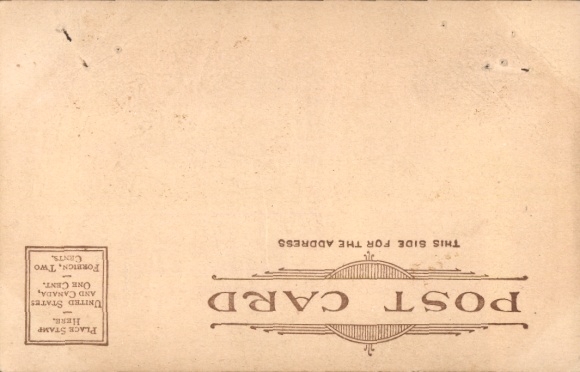 POST CARD
THIS SIDE FOR THE ADDRESS
PLACE STAMP
HERE.
—
UNITED STATES
AND CANADA,
ONE CENT.
—
FOREIGN, TWO
CENTS.